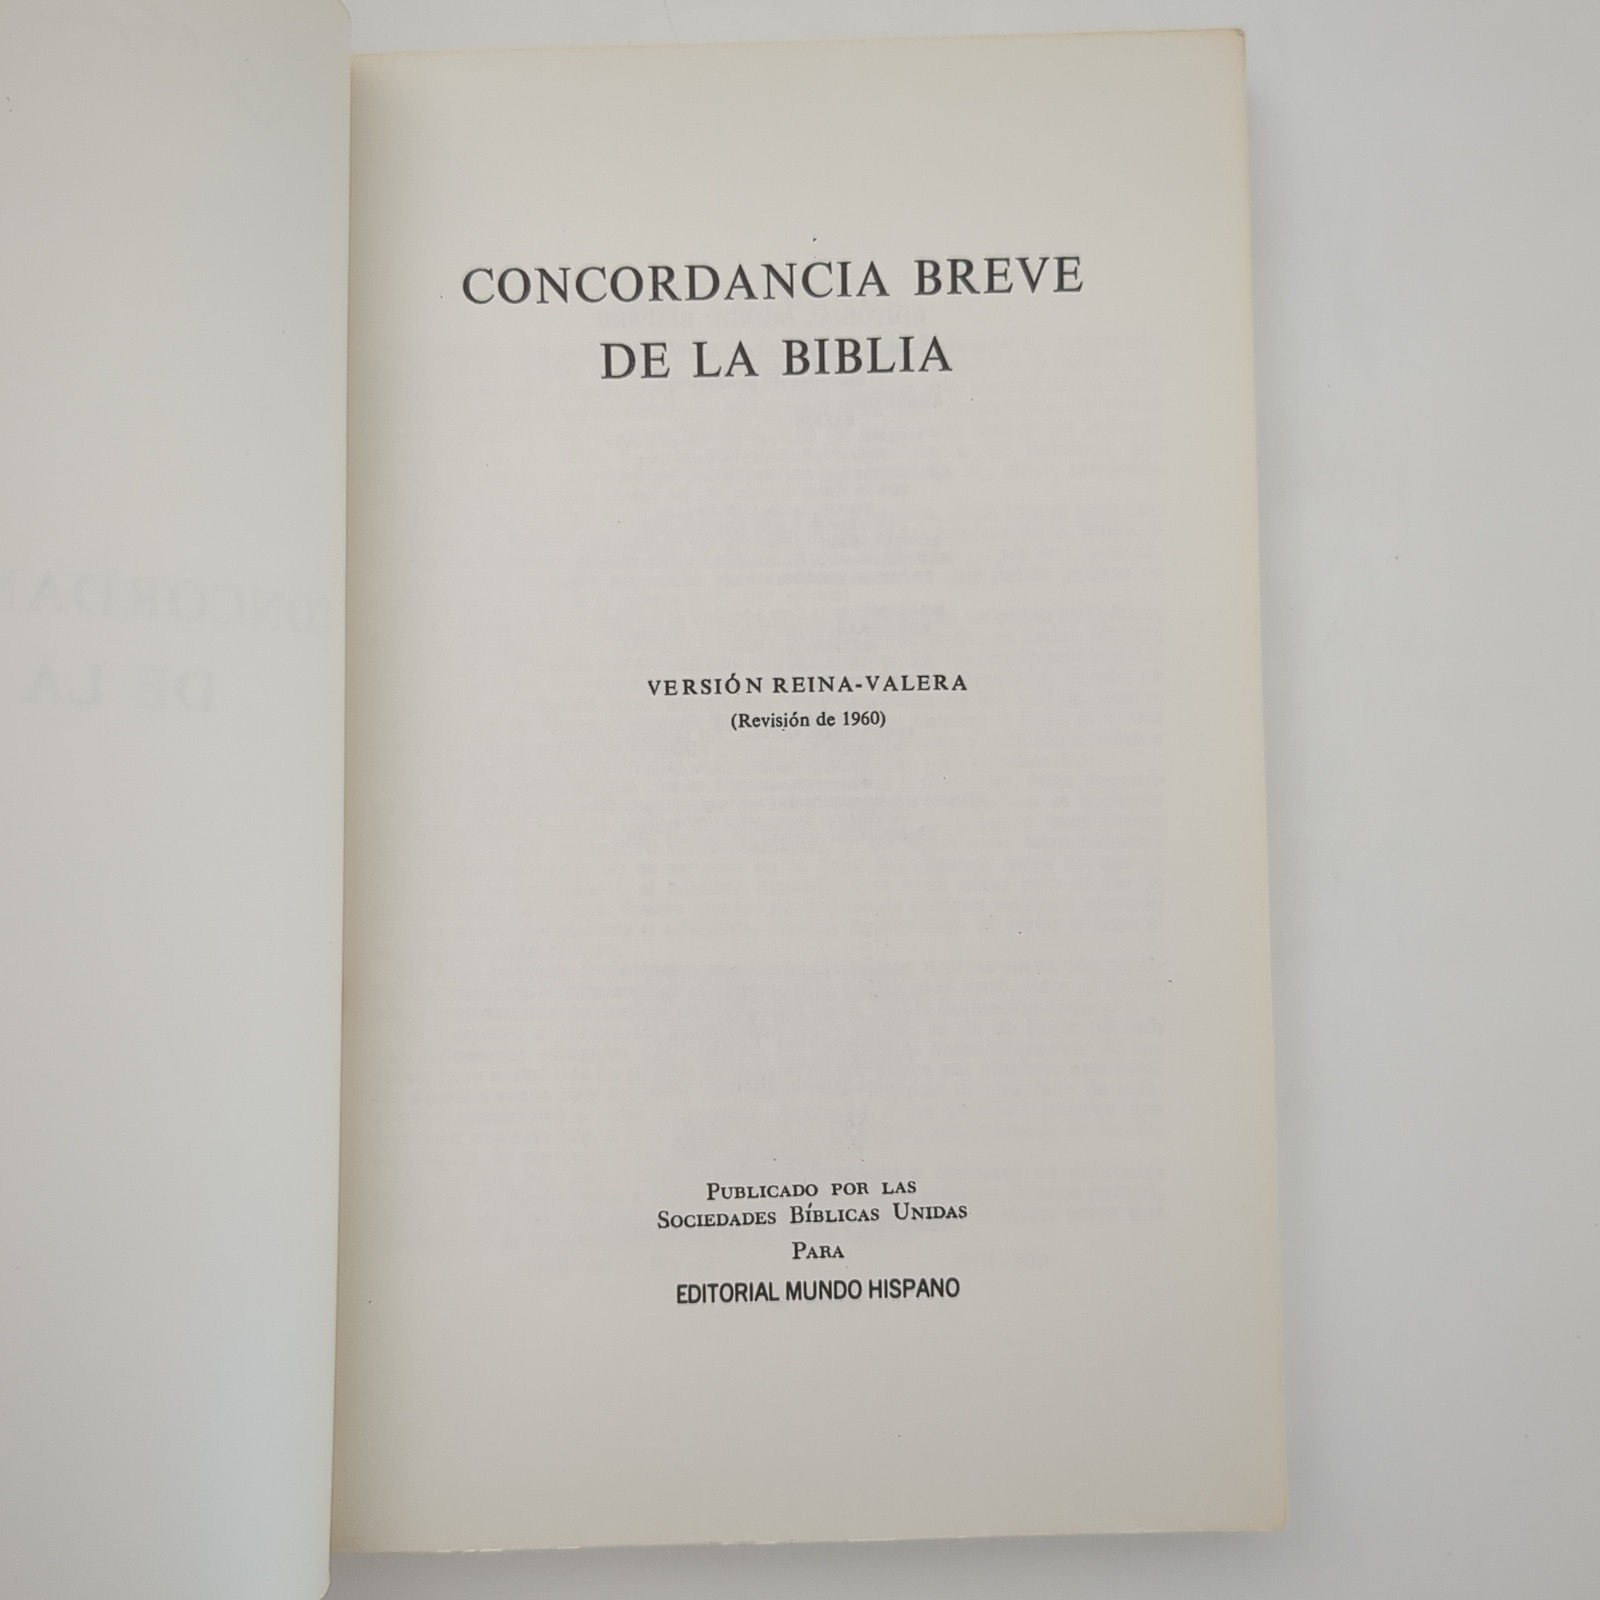 CONCORDANCIA BREVE
DE LA BIBLIA
VERSIÓN REINA-VALERA
(Revisión de 1960)
PUBLICADO POR LAS
SOCIEDADES BÍBLICAS UNIDAS
PARA
EDITORIAL MUNDO HISPANO